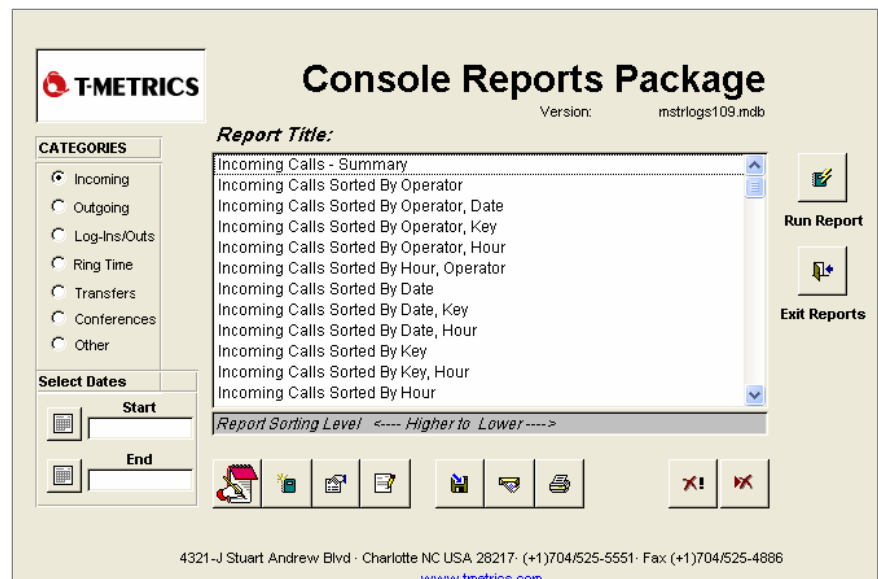 T-METRICS
Console Reports Package
Version: mstrlogs109.mdb
Report Title:
CATEGORIES
Incoming
Outgoing
Log-Ins/Outs
Ring Time
Transfers
Conferences
Other
Incoming Calls - Summary
Incoming Calls Sorted By Operator
Incoming Calls Sorted By Operator, Date
Incoming Calls Sorted By Operator, Key
Incoming Calls Sorted By Operator, Hour
Incoming Calls Sorted By Hour, Operator
Incoming Calls Sorted By Date
Incoming Calls Sorted By Date, Key
Incoming Calls Sorted By Date, Hour
Incoming Calls Sorted By Key
Incoming Calls Sorted By Key, Hour
Incoming Calls Sorted By Hour
Run Report
Exit Reports
Select Dates
Start
End
Report Sorting Level <---- Higher to Lower ---->
4321-J Stuart Andrew Blvd · Charlotte NC USA 28217· (+1)704/525-5551· Fax (+1)704/525-4886
www.tmetrics.com